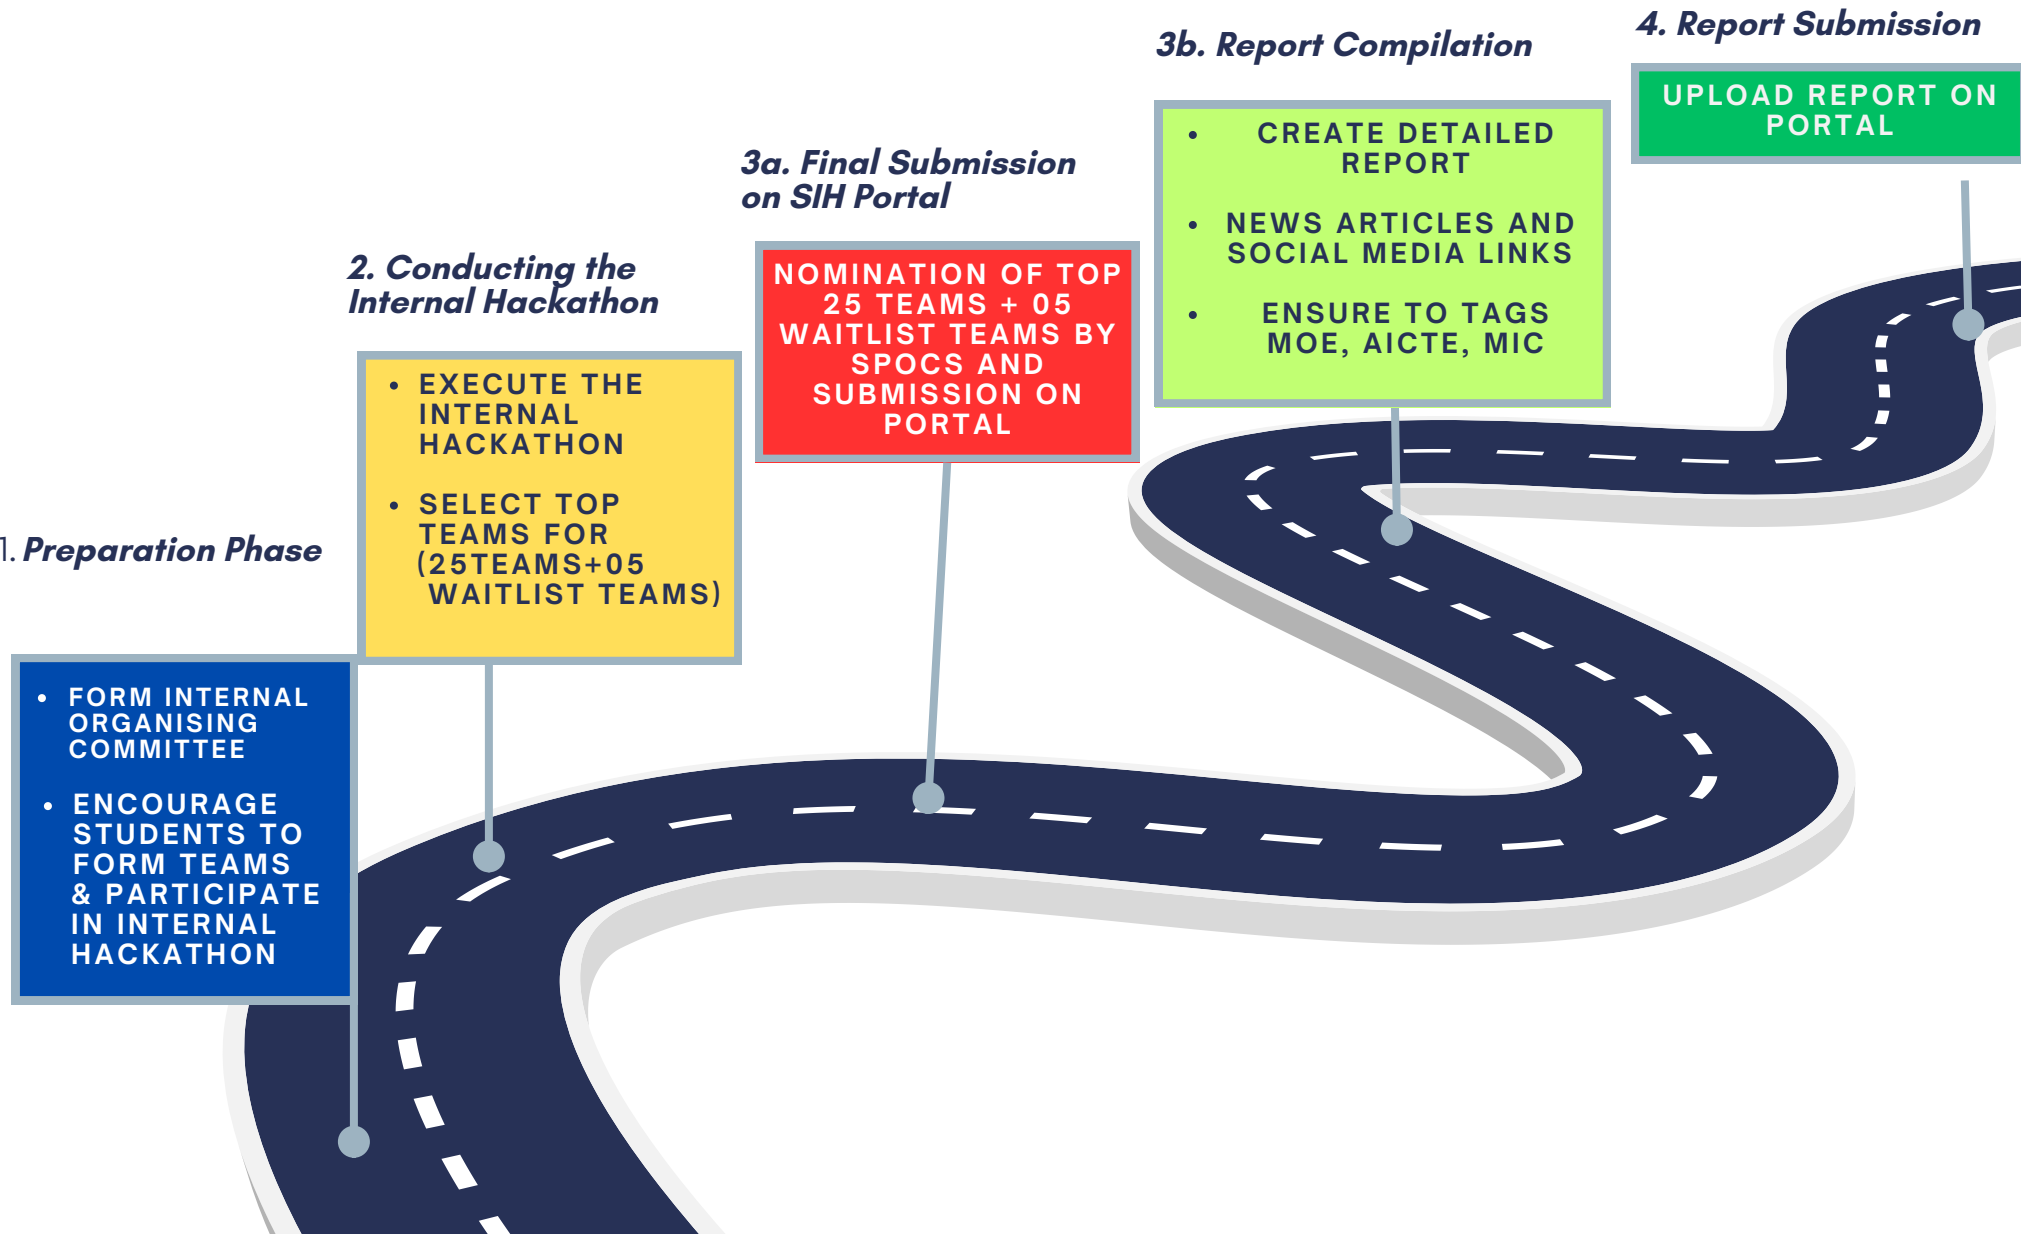 1. Preparation Phase
• FORM INTERNAL
ORGANISING
COMMITTEE
• ENCOURAGE
STUDENTS TO
FORM TEAMS
& PARTICIPATE
IN INTERNAL
HACKATHON
2. Conducting the
Internal Hackathon
• EXECUTE THE
INTERNAL
HACKATHON
• SELECT TOP
TEAMS FOR
(25TEAMS+05
WAITLIST TEAMS)
3a. Final Submission
on SIH Portal
NOMINATION OF TOP
25 TEAMS + 05
WAITLIST TEAMS BY
SPOCS AND
SUBMISSION ON
PORTAL
3b. Report Compilation
• CREATE DETAILED
REPORT
• NEWS ARTICLES AND
SOCIAL MEDIA LINKS
• ENSURE TO TAGS
MOE, AICTE, MIC
4. Report Submission
UPLOAD REPORT ON
PORTAL